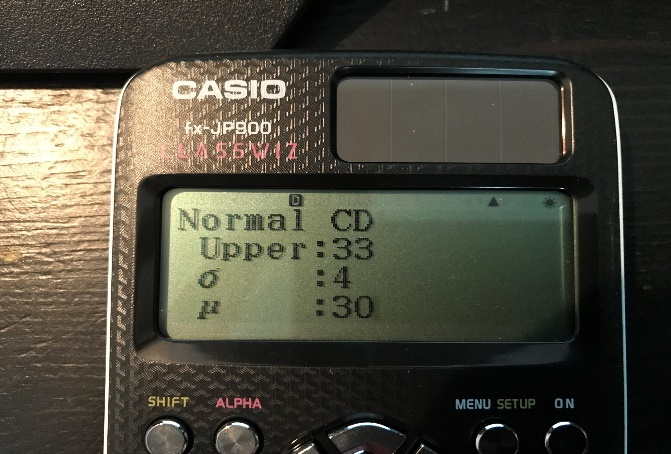 CASIO
fx-JP900
CLASSWIZ
D
Normal CD
Upper:33
σ :4
μ :30
SHIFT
ALPHA
MENU SETUP
ON